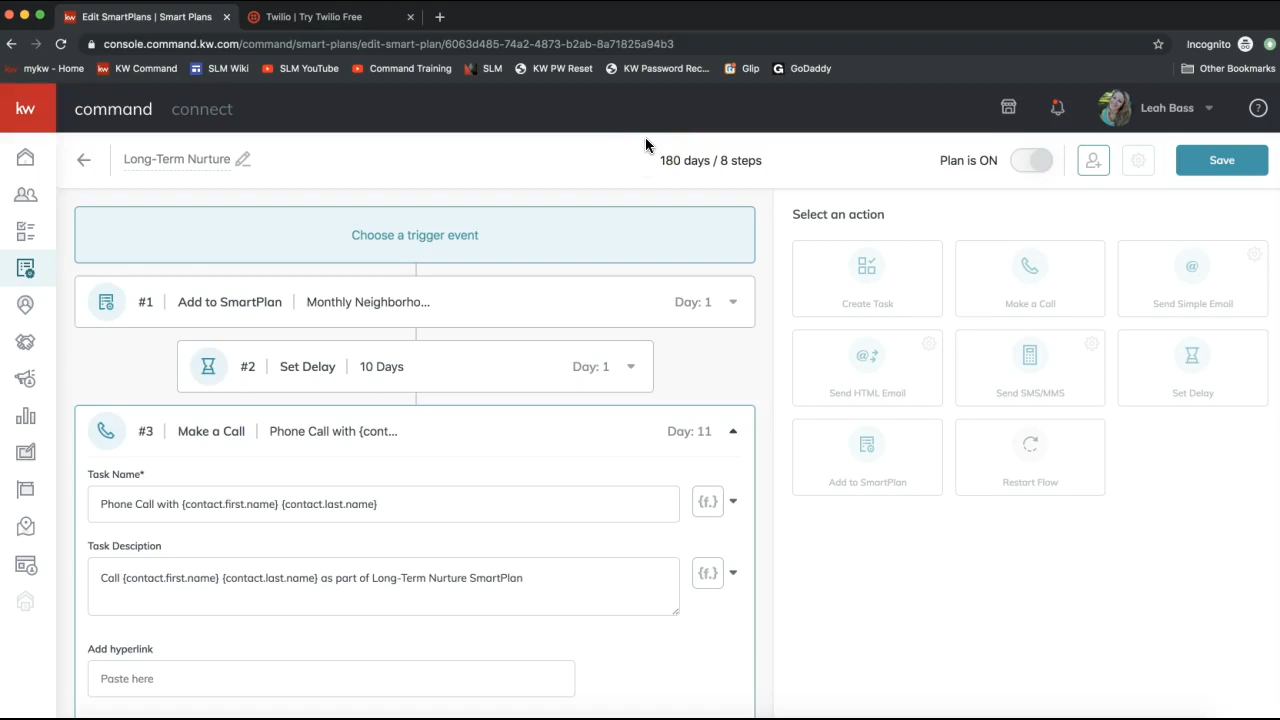 Edit SmartPlans | Smart Plans
Twilio | Try Twilio Free
console.command.kw.com/command/smart-plans/edit-smart-plan/6063d485-74a2-4873-b2ab-8a71825a94b3
Incognito
mykw - Home
KW Command
SLM Wiki
SLM YouTube
Command Training
SLM
KW PW Reset
KW Password Rec...
Glip
GoDaddy
Other Bookmarks
kw
command
connect
Leah Bass
Long-Term Nurture
180 days / 8 steps
Plan is ON
Save
Choose a trigger event
#1 Add to SmartPlan Monthly Neighborho... Day: 1
#2 Set Delay 10 Days Day: 1
#3 Make a Call Phone Call with {cont... Day: 11
Task Name*
Phone Call with {contact.first.name} {contact.last.name}
{f.}
Task Desciption
Call {contact.first.name} {contact.last.name} as part of Long-Term Nurture SmartPlan
{f.}
Add hyperlink
Paste here
Select an action
Create Task
Make a Call
Send Simple Email
Send HTML Email
Send SMS/MMS
Set Delay
Add to SmartPlan
Restart Flow